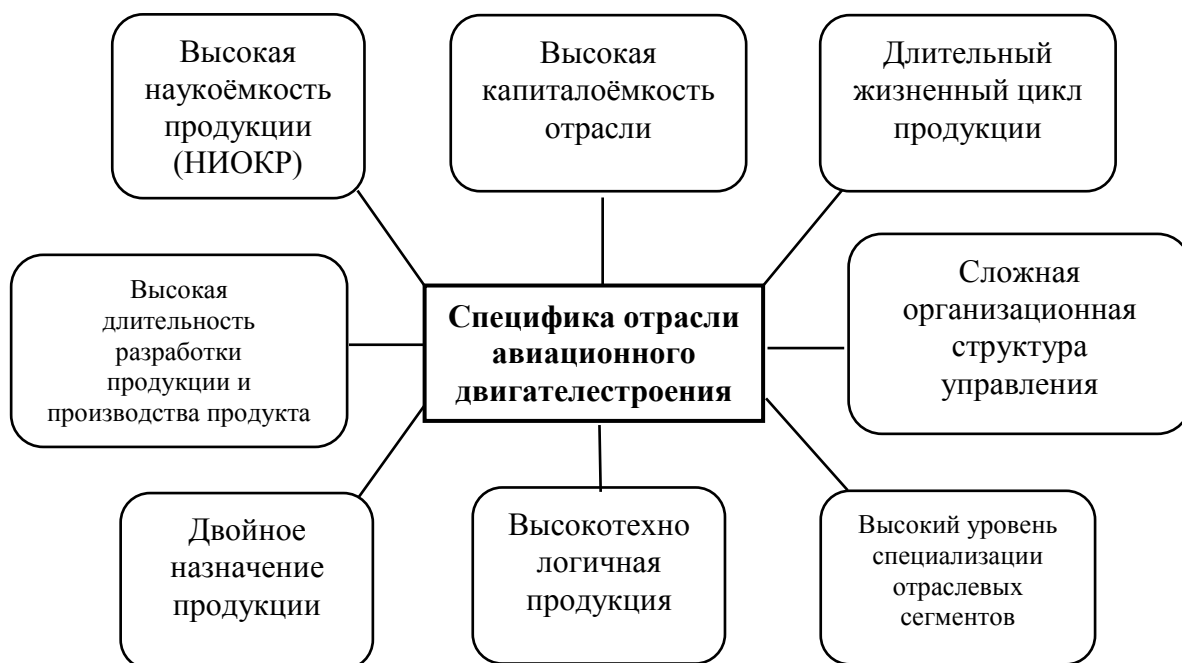 Высокая
наукоёмкость
продукции
(НИОКР)
Высокая
капиталоёмкость
отрасли
Длительный
жизненный цикл
продукции
Высокая
длительность
разработки
продукции и
производства продукта
Специфика отрасли
авиационного
двигателестроения
Сложная
организационная
структура
управления
Двойное
назначение
продукции
Высокотехно
логичная
продукция
Высокий уровень
специализации
отраслевых
сегментов